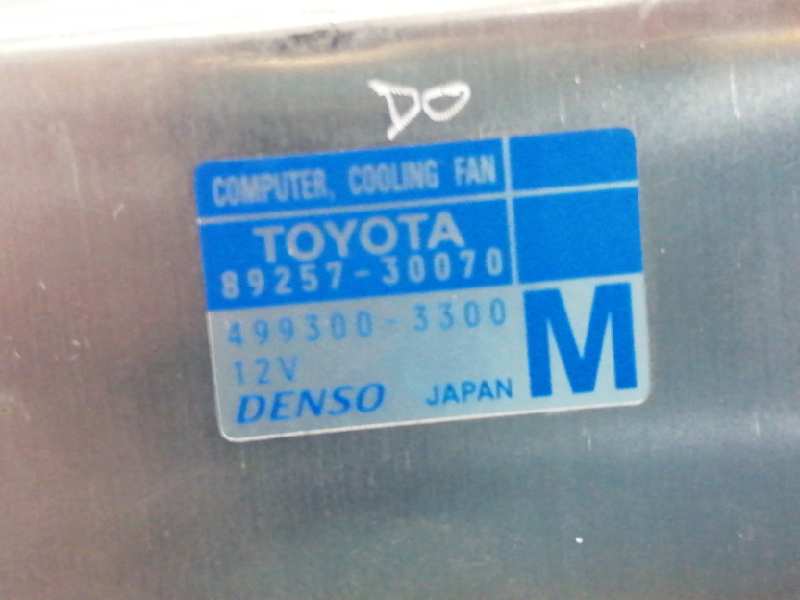 DO
COMPUTER, COOLING FAN
TOYOTA
89257-30070
499300-3300
12V
DENSO JAPAN M